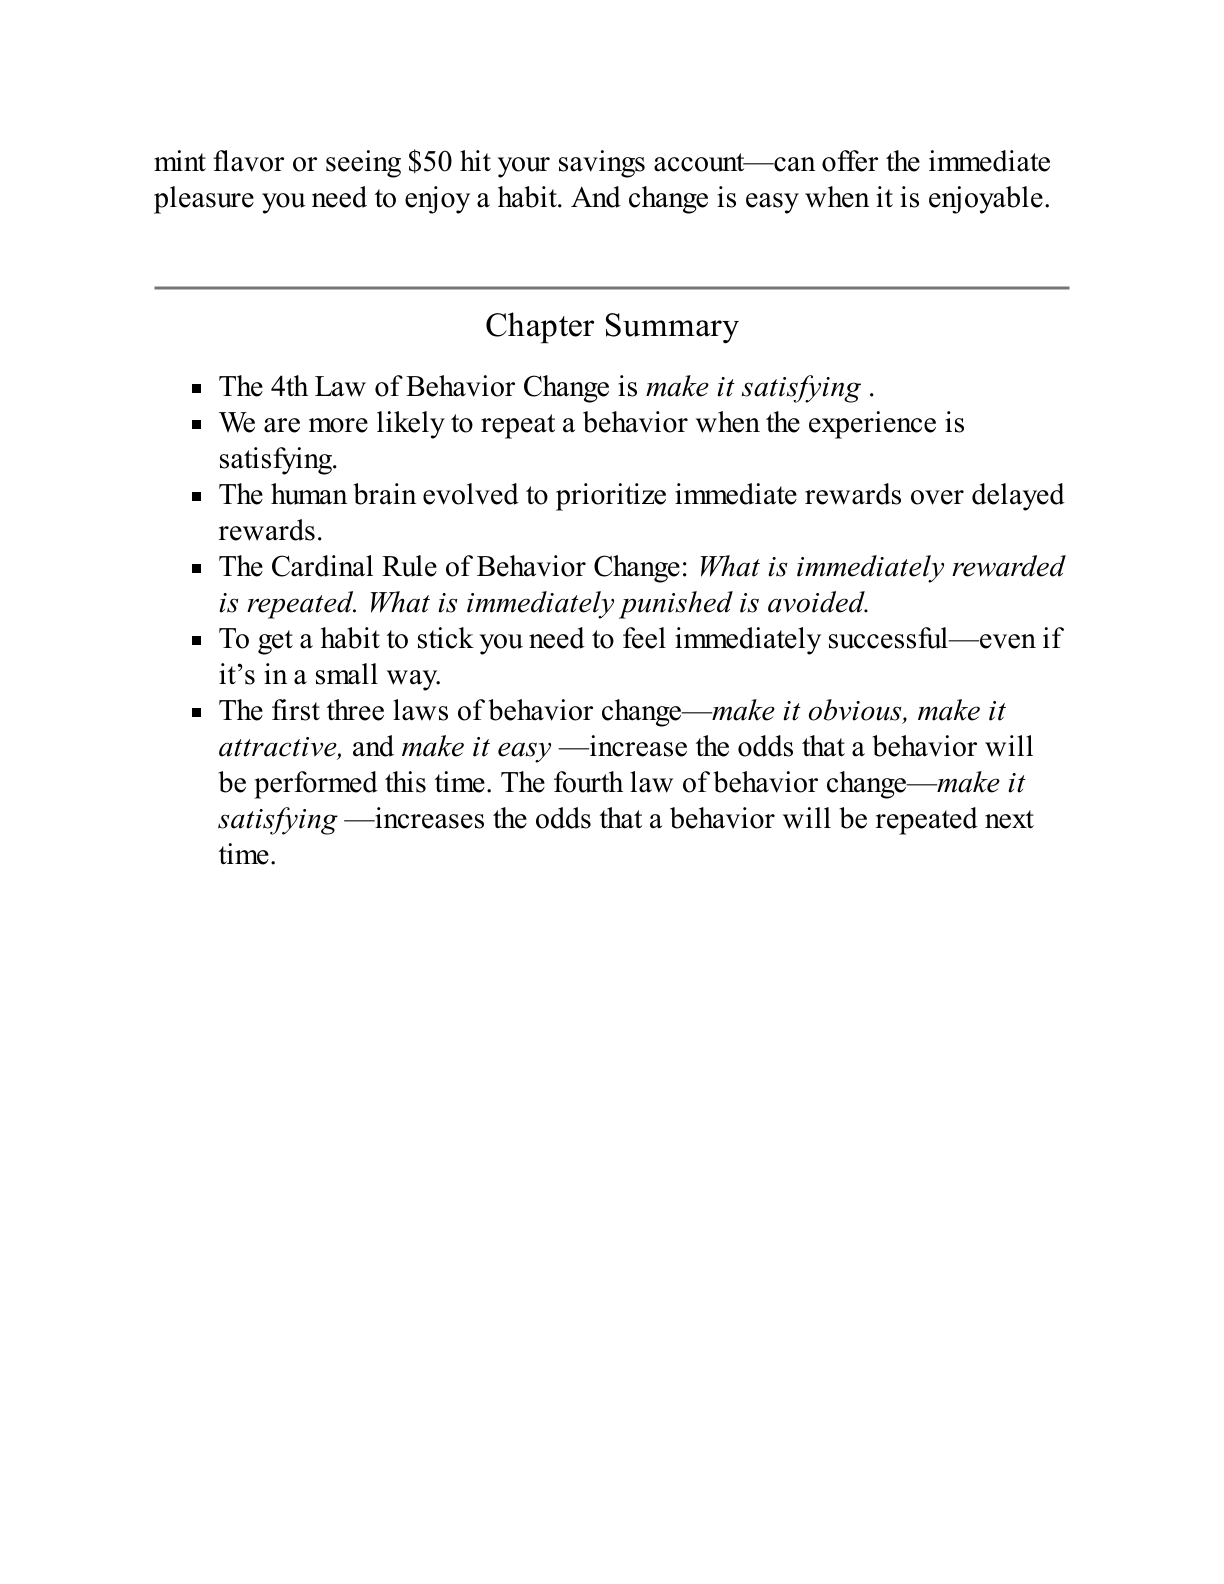 mint flavor or seeing $50 hit your savings account—can offer the immediate
pleasure you need to enjoy a habit. And change is easy when it is enjoyable.
Chapter Summary
▪ The 4th Law of Behavior Change is make it satisfying .
▪ We are more likely to repeat a behavior when the experience is
satisfying.
▪ The human brain evolved to prioritize immediate rewards over delayed
rewards.
▪ The Cardinal Rule of Behavior Change: What is immediately rewarded
is repeated. What is immediately punished is avoided.
▪ To get a habit to stick you need to feel immediately successful—even if
it’s in a small way.
▪ The first three laws of behavior change—make it obvious, make it
attractive, and make it easy —increase the odds that a behavior will
be performed this time. The fourth law of behavior change—make it
satisfying —increases the odds that a behavior will be repeated next
time.